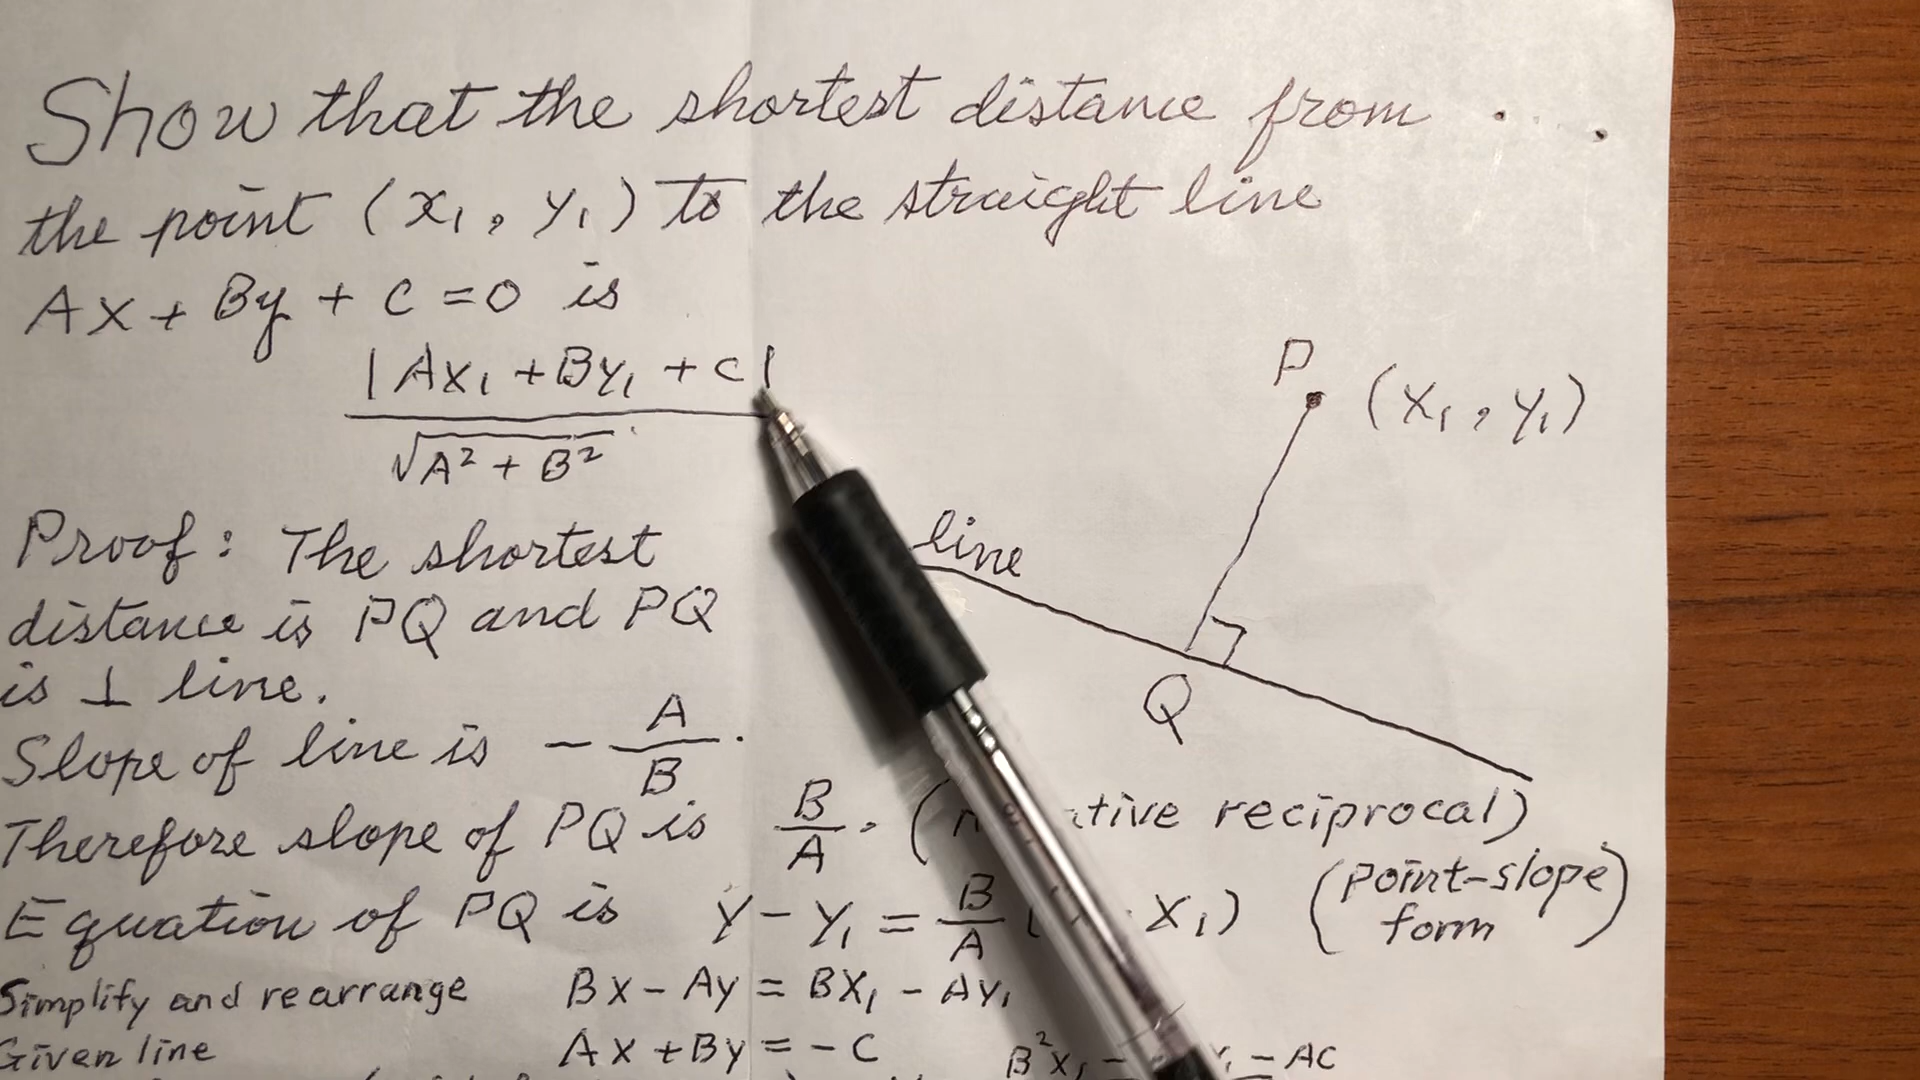 Show that the shortest distance from ....
the point (x₁, y₁) to the straight line
Ax + By + C = 0 is
|Ax₁ + By₁ + C|
√A² + B²
P (x₁, y₁)
line
Q
Proof: The shortest
distance is PQ and PQ
is ⊥ line.
Slope of line is - A/B.
Therefore slope of PQ is B/A. ( reciprocal)
Equation of PQ is y - y₁ = B/A ( x₁) (point-slope form)
Simplify and rearrange Bx - Ay = Bx₁ - Ay₁
Given line Ax + By = -C
B²x₁ - - AC